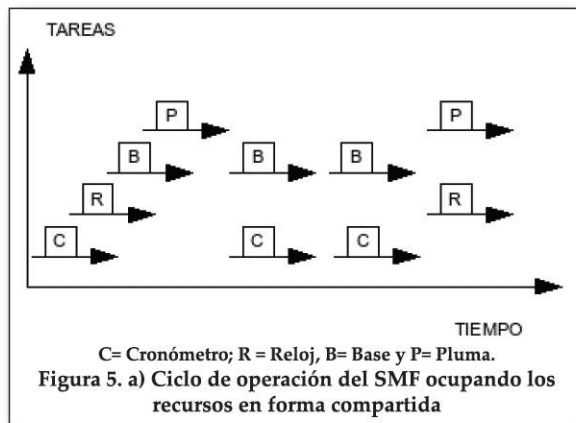 TAREAS
P P
B B B
R R
C C C
TIEMPO
C= Cronómetro; R = Reloj, B= Base y P= Pluma.
Figura 5. a) Ciclo de operación del SMF ocupando los
recursos en forma compartida